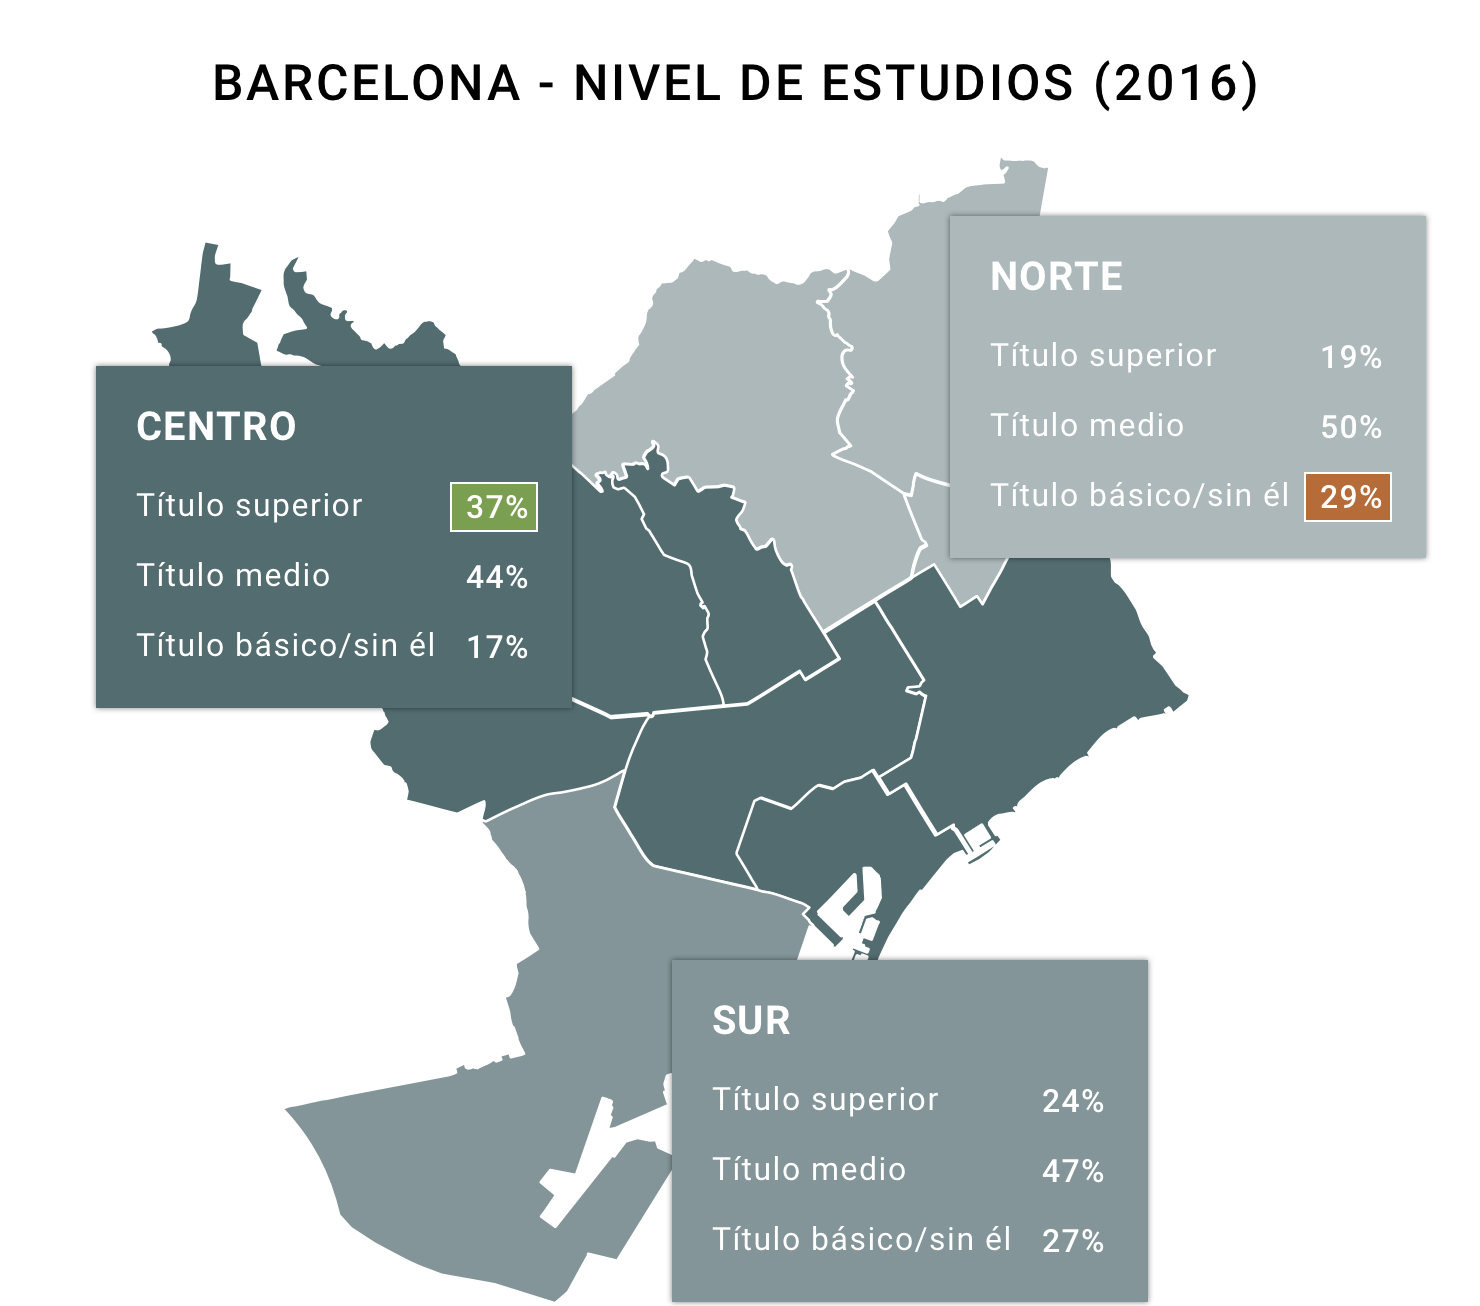 BARCELONA - NIVEL DE ESTUDIOS (2016)
NORTE
Título superior 19%
Título medio 50%
Título básico/sin él 29%
CENTRO
Título superior 37%
Título medio 44%
Título básico/sin él 17%
SUR
Título superior 24%
Título medio 47%
Título básico/sin él 27%